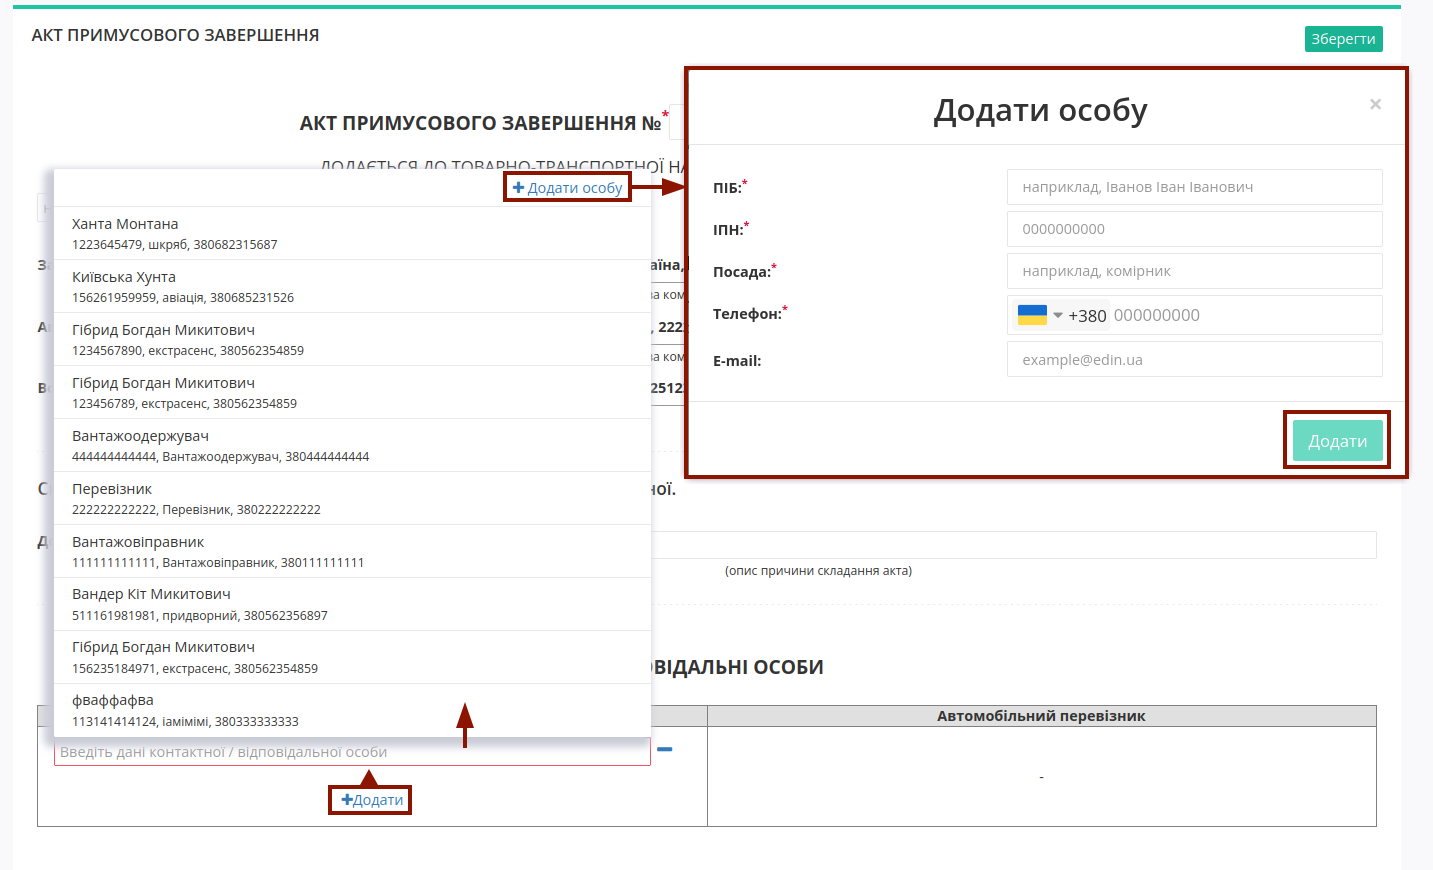 АКТ ПРИМУСОВОГО ЗАВЕРШЕННЯ
Зберегти
АКТ ПРИМУСОВОГО ЗАВЕРШЕННЯ №*
ДОДАЄТЬСЯ ДО ТОВАРНО-ТРАНСПОРТНОЇ НА
Додати особу
×
ПІБ:*
наприклад, Іванов Іван Іванович
ІПН:*
0000000000
Посада:*
наприклад, комірник
Телефон:*
+380 000000000
E-mail:
example@edin.ua
Додати
Додати особу
Ханта Монтана
1223645479, шкряб, 380682315687
Київська Хунта
156261959959, авіація, 380685231526
Гібрид Богдан Микитович
1234567890, екстрасенс, 380562354859
Гібрид Богдан Микитович
123456789, екстрасенс, 380562354859
Вантажоодержувач
444444444444, Вантажоодержувач, 380444444444
Перевізник
222222222222, Перевізник, 380222222222
Вантажовіправник
111111111111, Вантажовіправник, 380111111111
Вандер Кіт Микитович
511161981981, придворний, 380562356897
Гібрид Богдан Микитович
156235184971, екстрасенс, 380562354859
фваффафва
113141414124, іамімімі, 380333333333
аїна,
ва ком
, 222
ва ком
2512
ної.
(опис причини складання акта)
ВІДАЛЬНІ ОСОБИ
Автомобільний перевізник
Введіть дані контактної / відповідальної особи
-
Додати